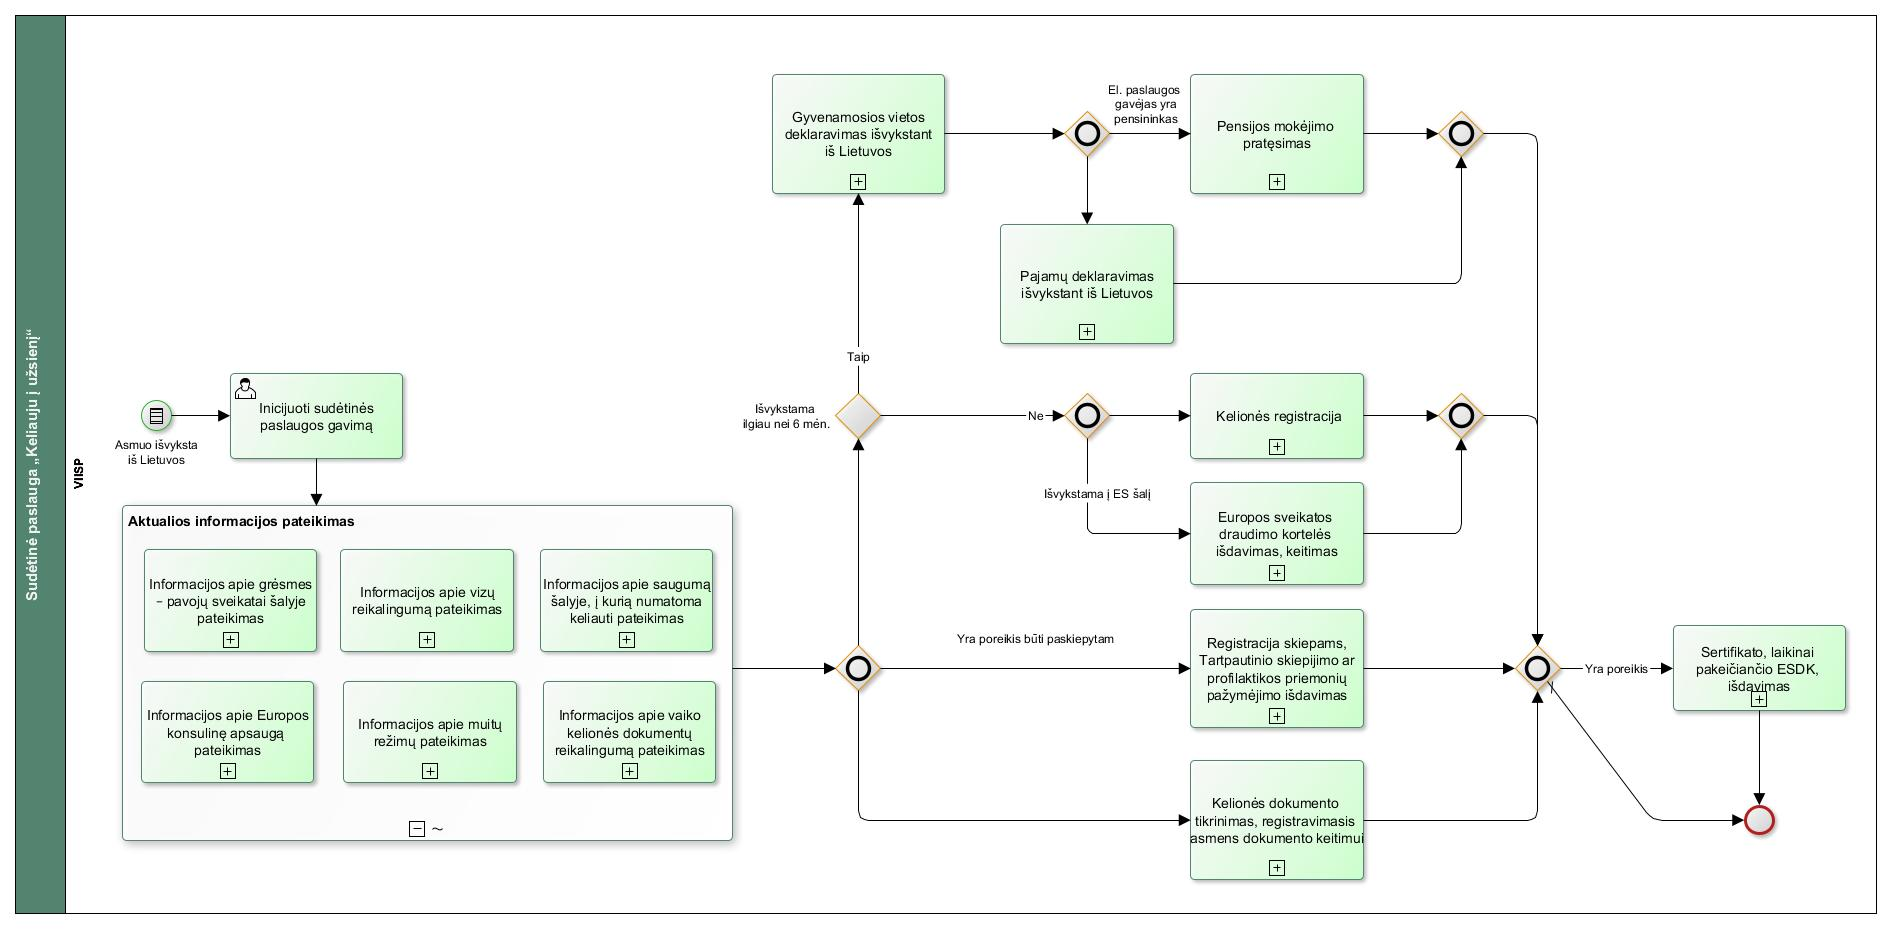 Sudėtinė paslauga „Keliauju į užsienį“
VIISP
Asmuo išvyksta
iš Lietuvos
Inicijuoti sudėtinės
paslaugos gavimą
Aktualios informacijos pateikimas
Informacijos apie grėsmes
– pavojų sveikatai šalyje
pateikimas
Informacijos apie vizų
reikalingumą pateikimas
Informacijos apie saugumą
šalyje, į kurią numatoma
keliauti pateikimas
Informacijos apie Europos
konsulinę apsaugą
pateikimas
Informacijos apie muitų
režimų pateikimas
Informacijos apie vaiko
kelionės dokumentų
reikalingumą pateikimas
Išvykstama
ilgiau nei 6 mėn.
Taip
Ne
Gyvenamosios vietos
deklaravimas išvykstant
iš Lietuvos
El. paslaugos
gavėjas yra
pensininkas
Pensijos mokėjimo
pratęsimas
Pajamų deklaravimas
išvykstant iš Lietuvos
Kelionės registracija
Išvykstama į ES šalį
Europos sveikatos
draudimo kortelės
išdavimas, keitimas
Yra poreikis būti paskiepytam
Registracija skiepams,
Tartpautinio skiepijimo ar
profilaktikos priemonių
pažymėjimo išdavimas
Kelionės dokumento
tikrinimas, registravimasis
asmens dokumento keitimui
Yra poreikis
Sertifikato, laikinai
pakeičiančio ESDK,
išdavimas